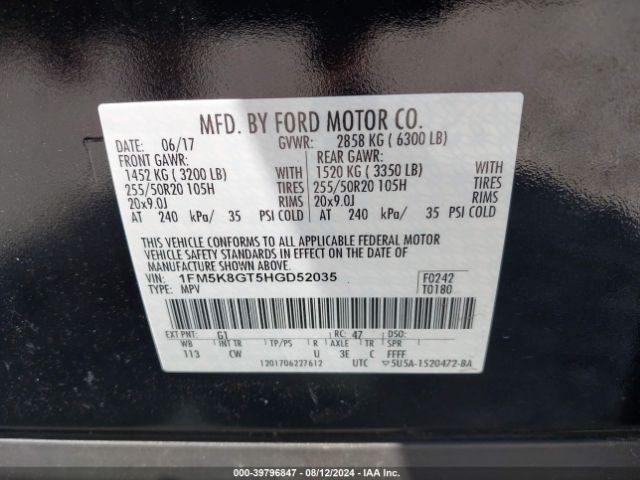 MFD. BY FORD MOTOR CO.
DATE: 06/17 GVWR: 2858 KG ( 6300 LB)
FRONT GAWR: REAR GAWR:
1452 KG ( 3200 LB) WITH 1520 KG ( 3350 LB) WITH
255/50R20 105H TIRES 255/50R20 105H TIRES
20x9.0J RIMS 20x9.0J RIMS
AT 240 kPa/ 35 PSI COLD AT 240 kPa/ 35 PSI COLD
THIS VEHICLE CONFORMS TO ALL APPLICABLE FEDERAL MOTOR
VEHICLE SAFETY STANDARDS IN EFFECT ON THE DATE OF
MANUFACTURE SHOWN ABOVE.
VIN: 1FM5K8GT5HGD52035 F0242
TYPE: MPV T0180
EXT PNT: G1 RC: 47 DSO:
WB INT TR TP/PS R AXLE TR SPR
113 CW U 3E C FFFF
1201706227612 UTC ▽5U5A-1520472-BA
000-39796847 - 08/12/2024 - IAA Inc.